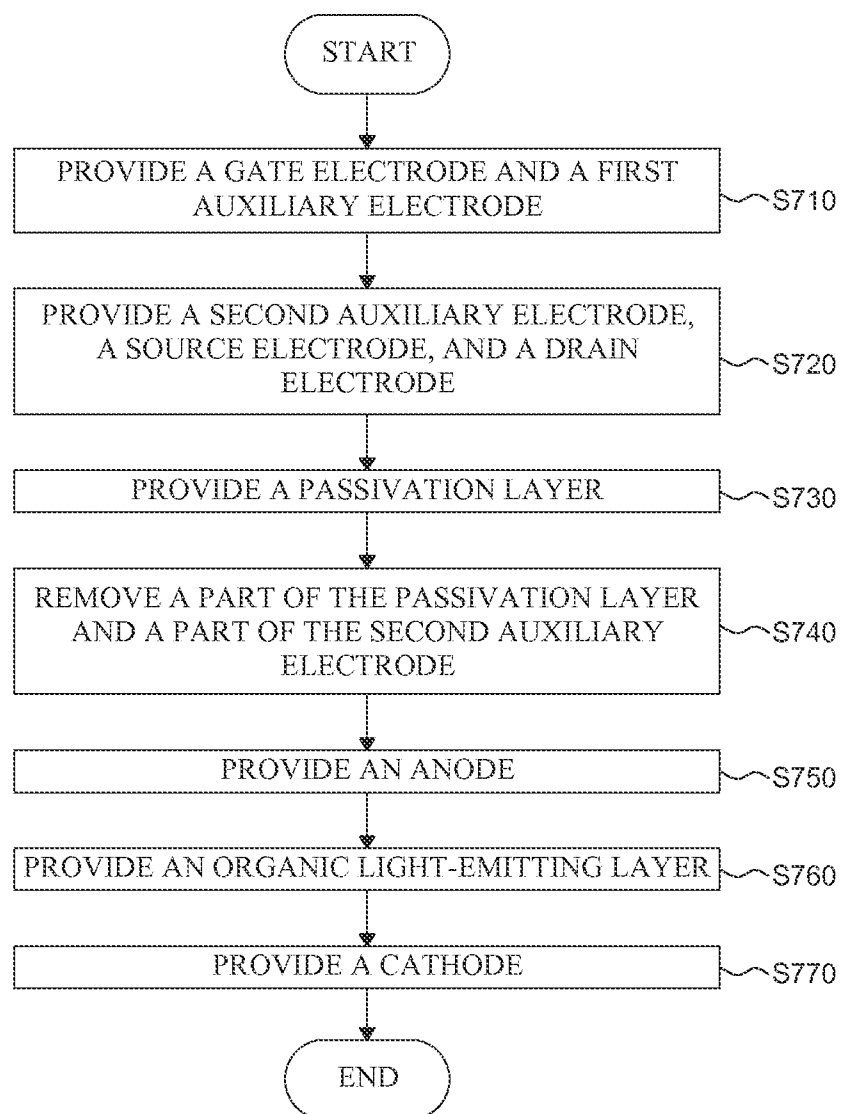 START
PROVIDE A GATE ELECTRODE AND A FIRST
AUXILIARY ELECTRODE
S710
PROVIDE A SECOND AUXILIARY ELECTRODE,
A SOURCE ELECTRODE, AND A DRAIN
ELECTRODE
S720
PROVIDE A PASSIVATION LAYER
S730
REMOVE A PART OF THE PASSIVATION LAYER
AND A PART OF THE SECOND AUXILIARY
ELECTRODE
S740
PROVIDE AN ANODE
S750
PROVIDE AN ORGANIC LIGHT-EMITTING LAYER
S760
PROVIDE A CATHODE
S770
END